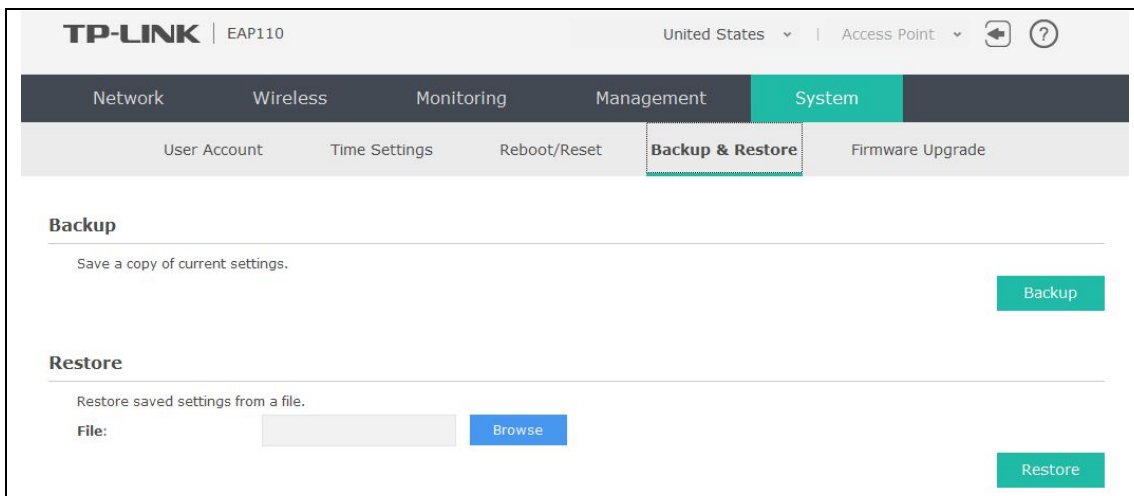 TP-LINK | EAP110 United States | Access Point ?
Network Wireless Monitoring Management System
User Account Time Settings Reboot/Reset Backup & Restore Firmware Upgrade
Backup
Save a copy of current settings.
Backup
Restore
Restore saved settings from a file.
File: Browse
Restore